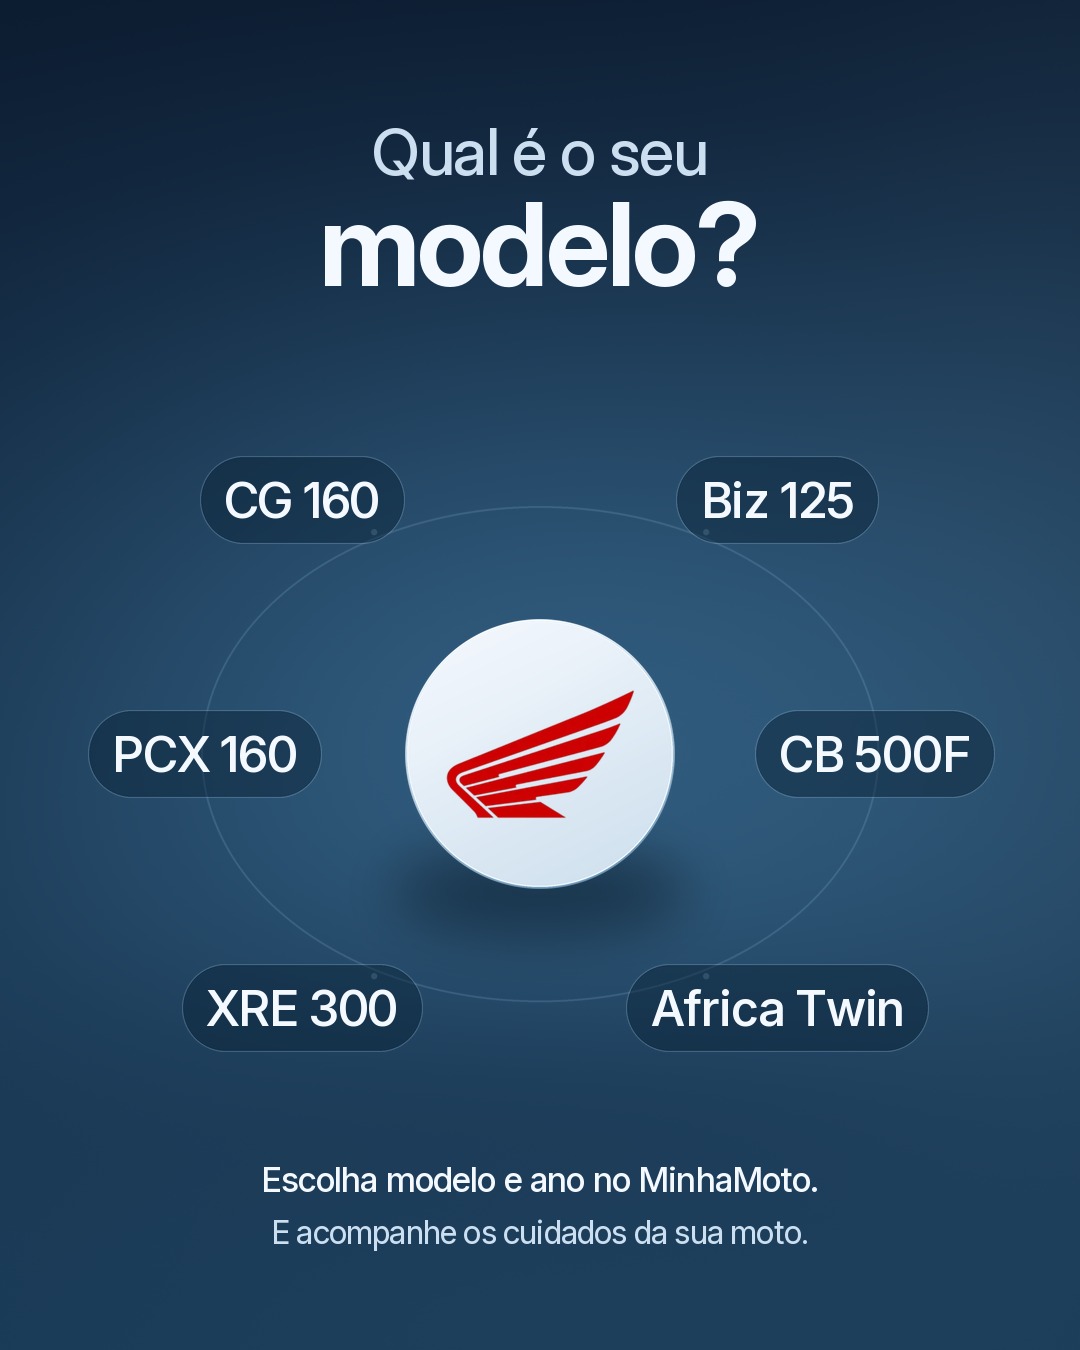 Qual é o seu
modelo?
CG 160
Biz 125
PCX 160
CB 500F
XRE 300
Africa Twin
Escolha modelo e ano no MinhaMoto.
E acompanhe os cuidados da sua moto.